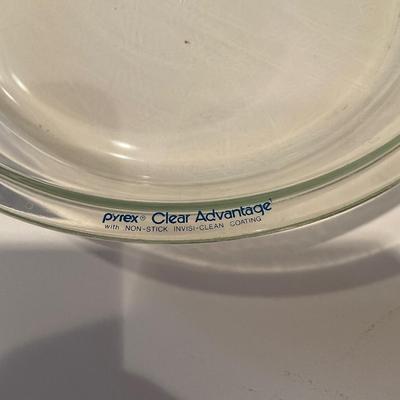 pyrex® Clear Advantage
with NON-STICK INVISI-CLEAN COATING